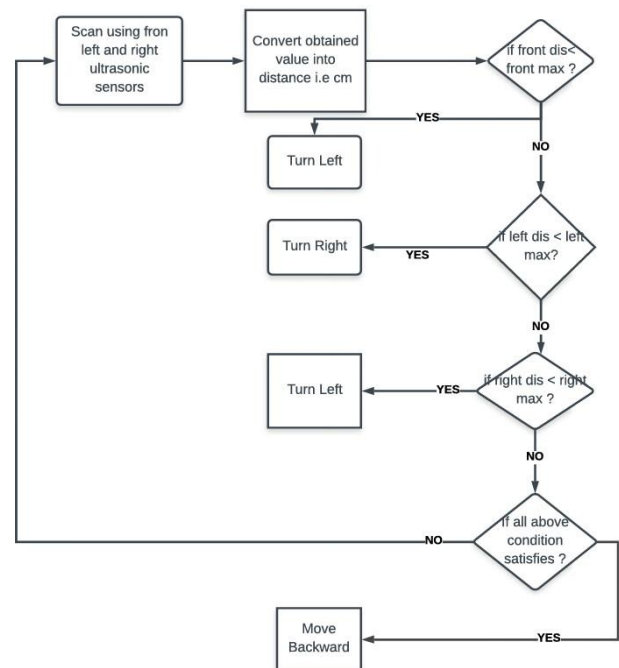 Scan using fron
left and right
ultrasonic
sensors
Convert obtained
value into
distance i.e cm
if front dis<
front max ?
YES
Turn Left
NO
if left dis < left
max?
YES
Turn Right
NO
if right dis < right
max ?
YES
Turn Left
NO
If all above
condition
satisfies ?
NO
YES
Move
Backward